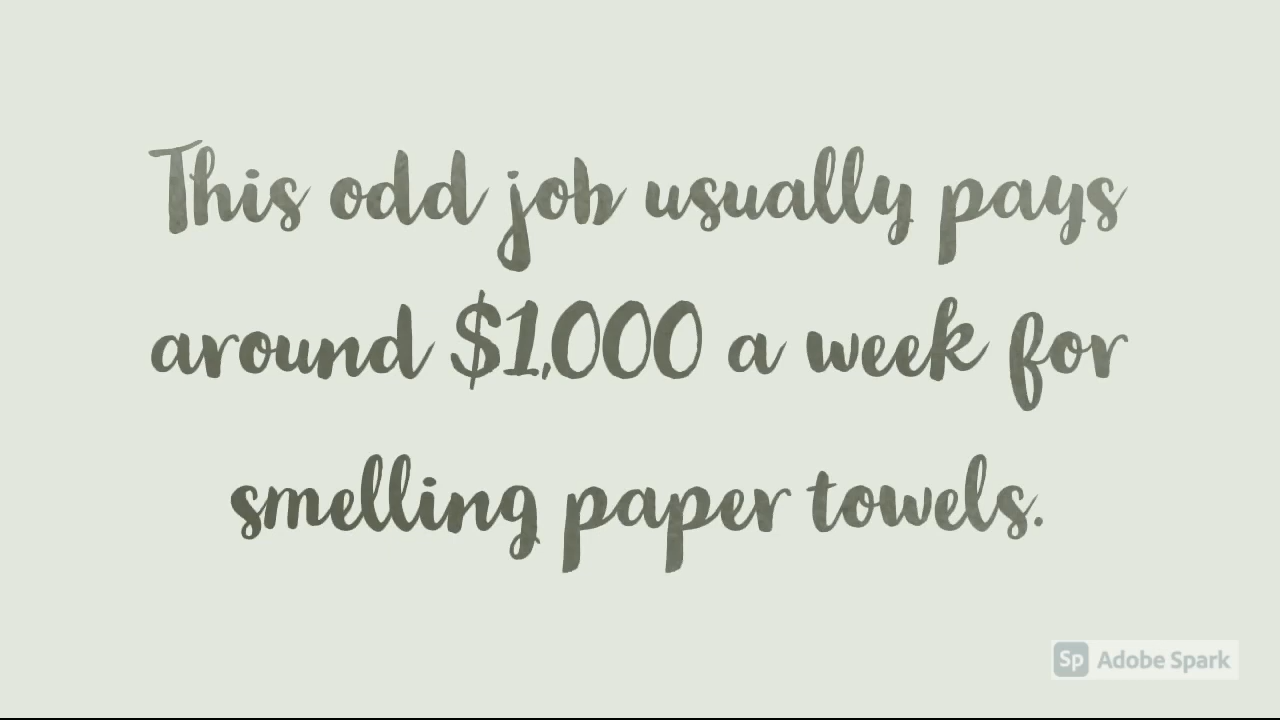 This odd job usually pays
around $1,000 a week for
smelling paper towels.
Sp Adobe Spark